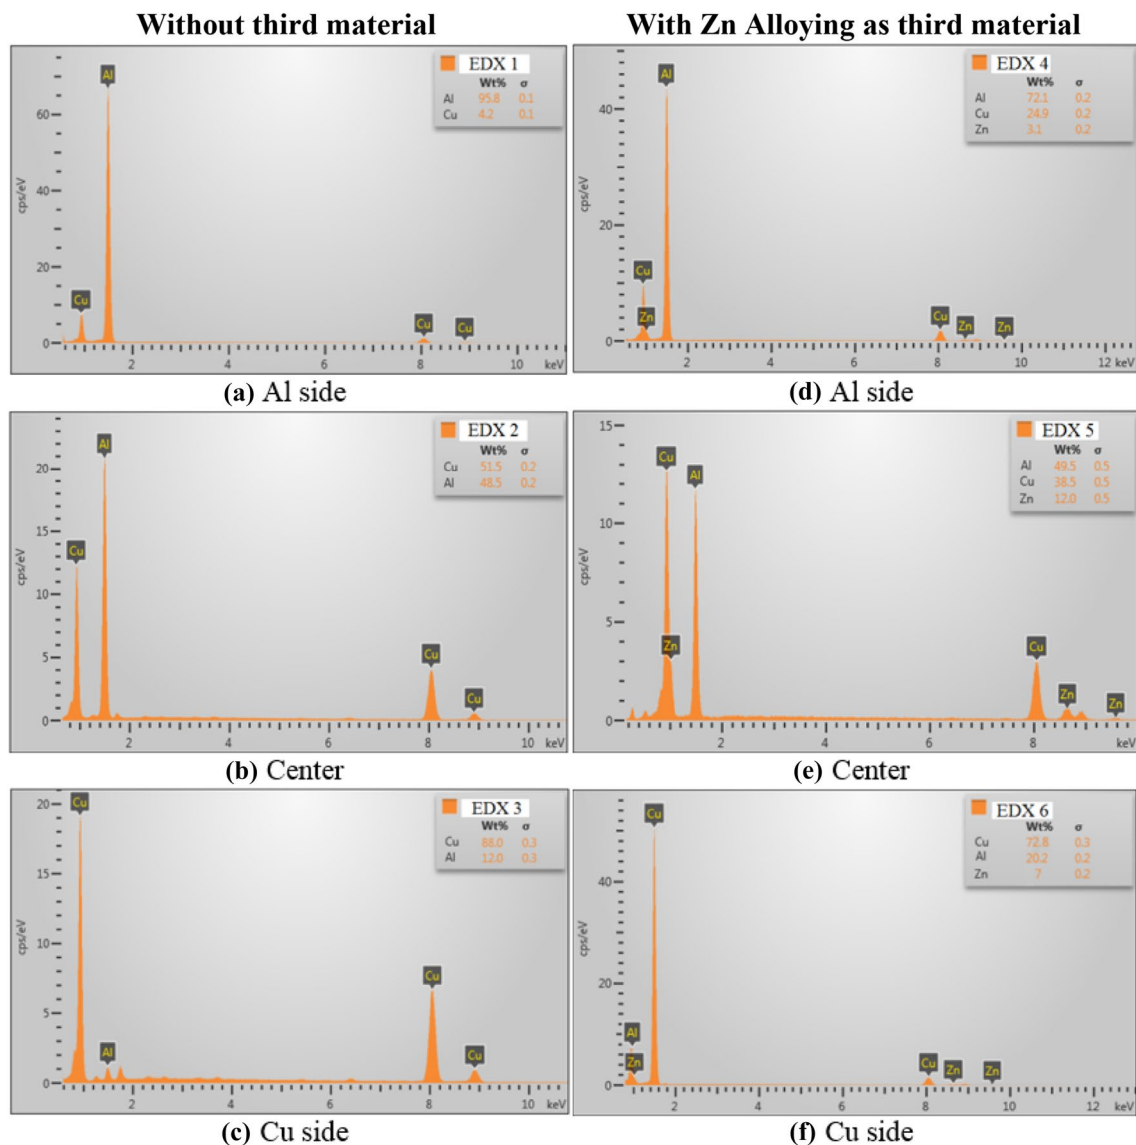 Without third material
With Zn Alloying as third material
EDX 1
Wt% σ
Al 95.8 0.1
Cu 4.2 0.1
Al
Cu
Cu
Cu
cps/eV
60
40
20
0
2 4 6 8 10 keV
(a) Al side
EDX 4
Wt% σ
Al 72.1 0.2
Cu 24.9 0.2
Zn 3.1 0.2
Al
Cu
Zn
Cu
Zn
Zn
cps/eV
40
20
0
2 4 6 8 10 12 keV
(d) Al side
EDX 2
Wt% σ
Cu 51.5 0.2
Al 48.5 0.2
Al
Cu
Cu
Cu
cps/eV
20
15
10
5
0
2 4 6 8 10 keV
(b) Center
EDX 5
Wt% σ
Al 49.5 0.5
Cu 38.5 0.5
Zn 12.0 0.5
Cu
Al
Zn
Cu
Zn
Zn
cps/eV
15
10
5
0
2 4 6 8 keV
(e) Center
EDX 3
Wt% σ
Cu 88.0 0.3
Al 12.0 0.3
Cu
Al
Cu
Cu
cps/eV
20
15
10
5
0
2 4 6 8 10 keV
(c) Cu side
EDX 6
Wt% σ
Cu 72.8 0.3
Al 20.2 0.2
Zn 7 0.2
Cu
Al
Zn
Cu
Zn
Zn
cps/eV
40
20
0
2 4 6 8 10 12 keV
(f) Cu side